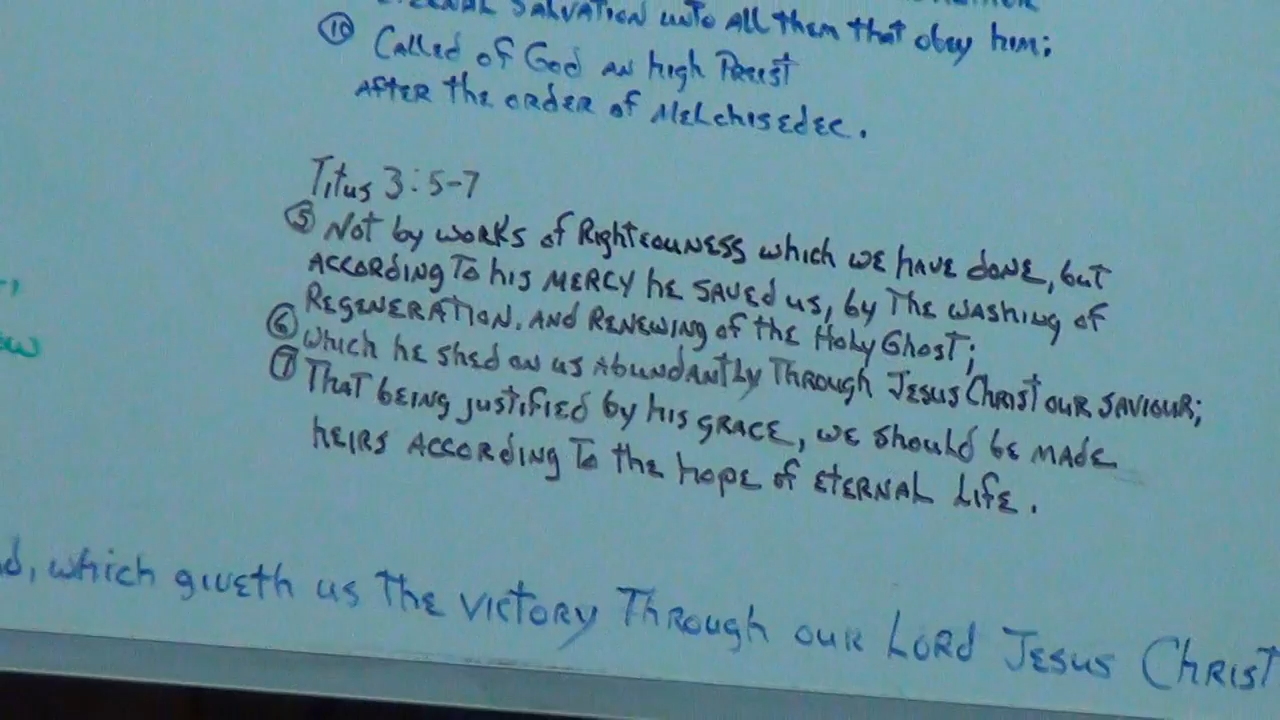 SALVATION unto All them that obey him;
⑩ Called of God an high Priest
AFTER the ORDER of Melchisedec.
Titus 3:5-7
⑤ Not by works of Righteouness which we have done, but
ACCORDING To his MERCY he SAVED us, by The washing of
REGENERATION, AND RENEWING of the Holy Ghost;
⑥ Which he shed on us Abundantly Through Jesus Christ our Saviour;
⑦ That being justified by his GRACE, we should be made
heirs ACCORDING To the hope of ETERNAL Life.
which giveth us The VICTORY Through our LORD Jesus Christ